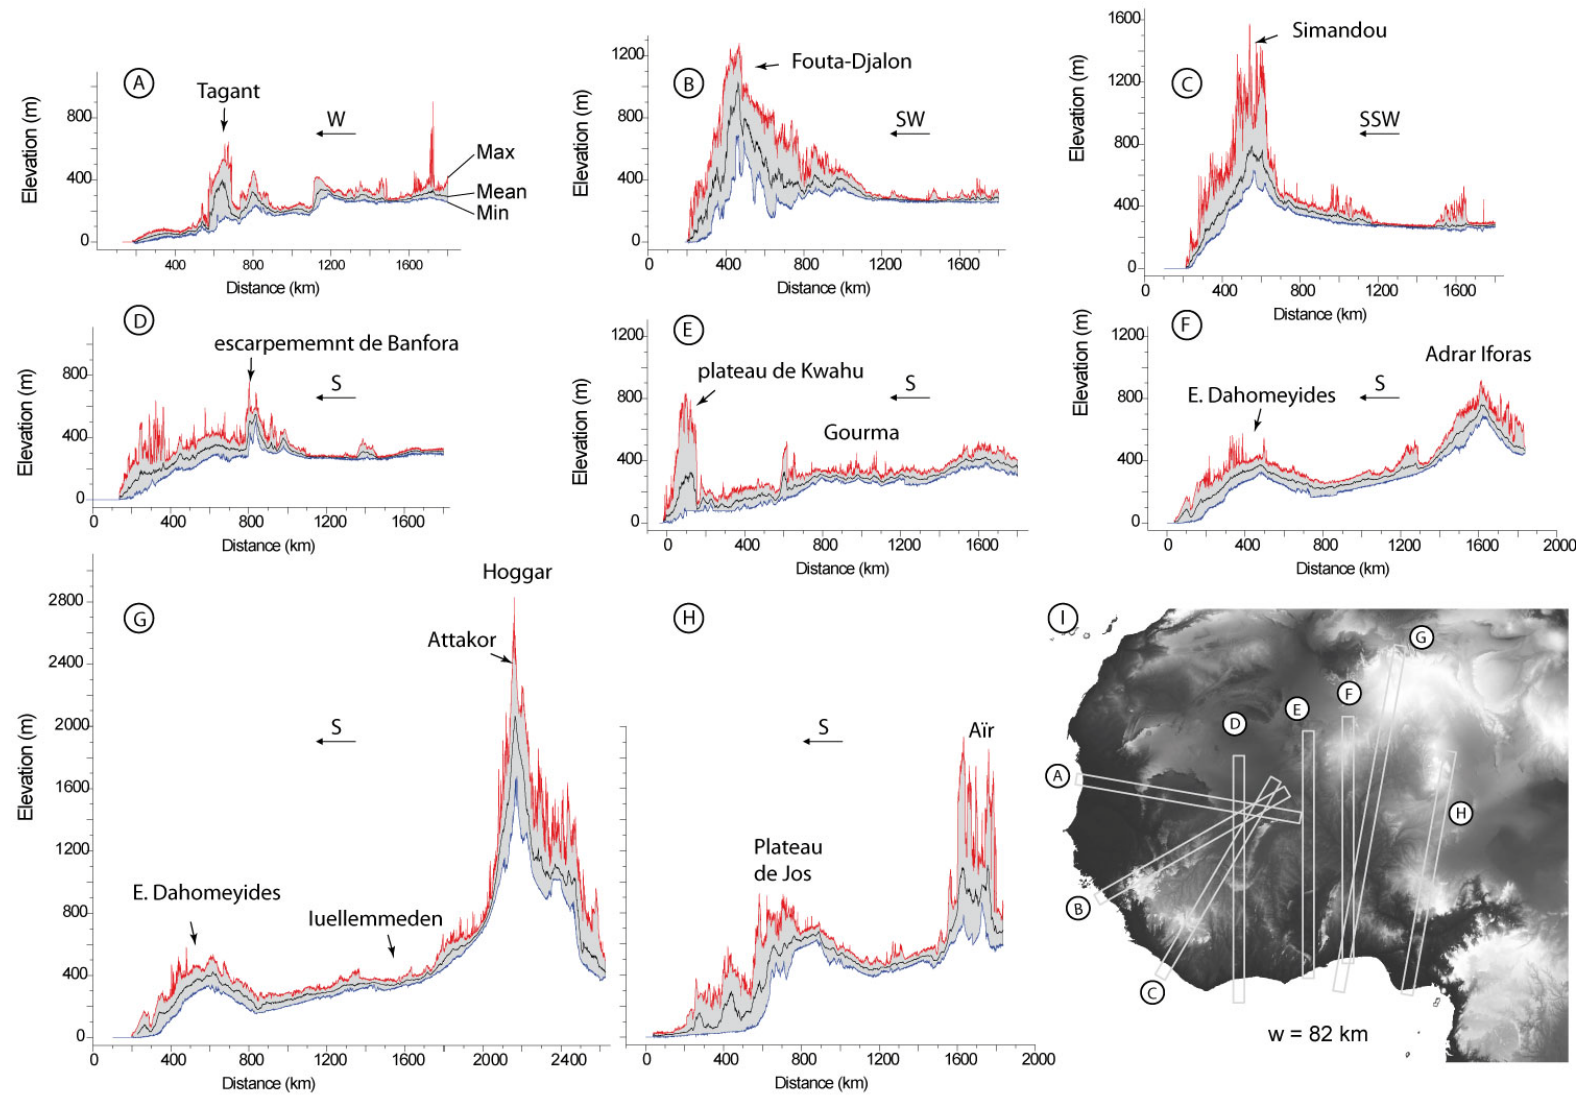 A
Tagant
W
Max
Mean
Min
Elevation (m)
800
400
0
400
800
1200
1600
Distance (km)
B
Fouta-Djalon
SW
Elevation (m)
1200
800
400
0
0
400
800
1200
1600
Distance (km)
C
Simandou
SSW
Elevation (m)
1600
1200
800
400
0
0
400
800
1200
1600
Distance (km)
D
escarpememnt de Banfora
S
Elevation (m)
800
400
0
0
400
800
1200
1600
Distance (km)
E
plateau de Kwahu
S
Gourma
Elevation (m)
1200
800
400
0
0
400
800
1200
1600
Distance (km)
F
Adrar Iforas
S
E. Dahomeyides
Elevation (m)
1200
800
400
0
0
400
800
1200
1600
2000
Distance (km)
G
Hoggar
Attakor
S
E. Dahomeyides
Iuellemmeden
Elevation (m)
2800
2400
2000
1600
1200
800
400
0
0
400
800
1200
1600
2000
2400
Distance (km)
H
S
Aïr
Plateau
de Jos
0
400
800
1200
1600
2000
Distance (km)
I
G
F
E
D
A
H
B
C
w = 82 km